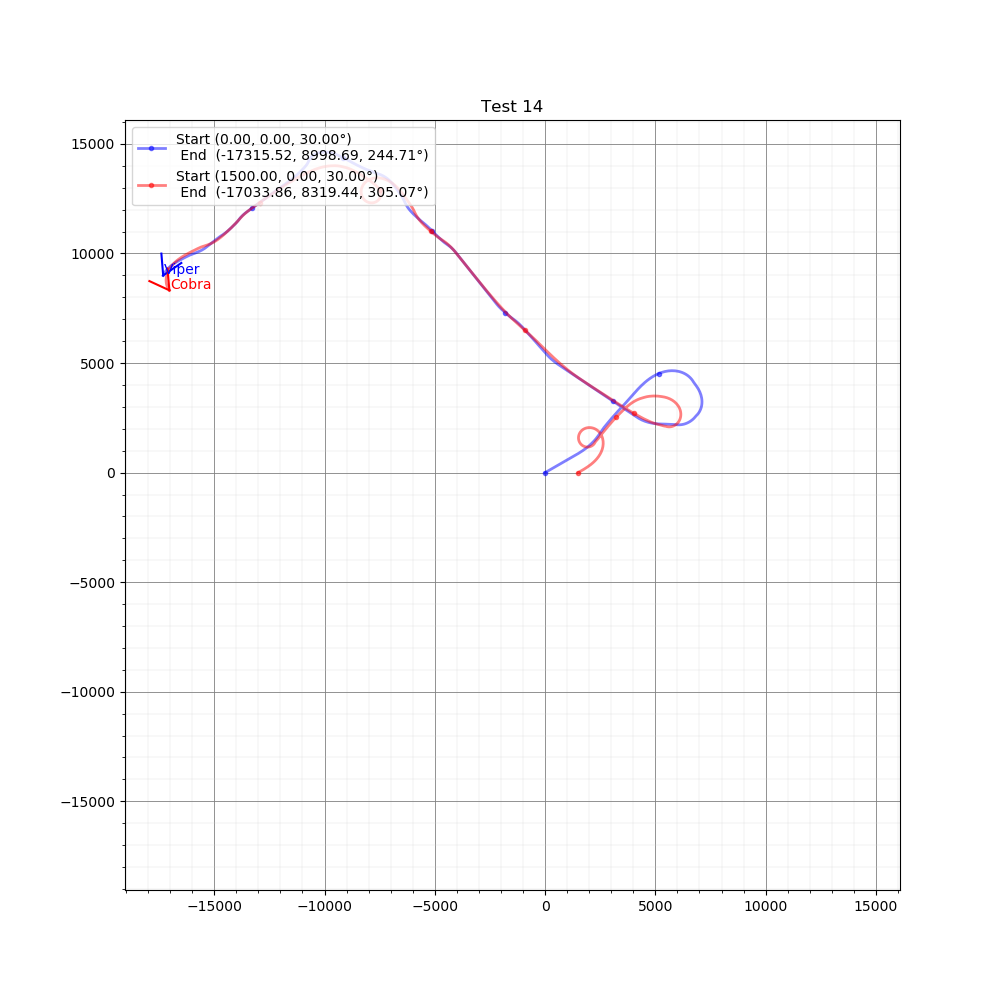 Test 14
Start (0.00, 0.00, 30.00°)
End (-17315.52, 8998.69, 244.71°)
Start (1500.00, 0.00, 30.00°)
End (-17033.86, 8319.44, 305.07°)
15000
10000
5000
0
−5000
−10000
−15000
Viper
Cobra
−15000 −10000 −5000 0 5000 10000 15000